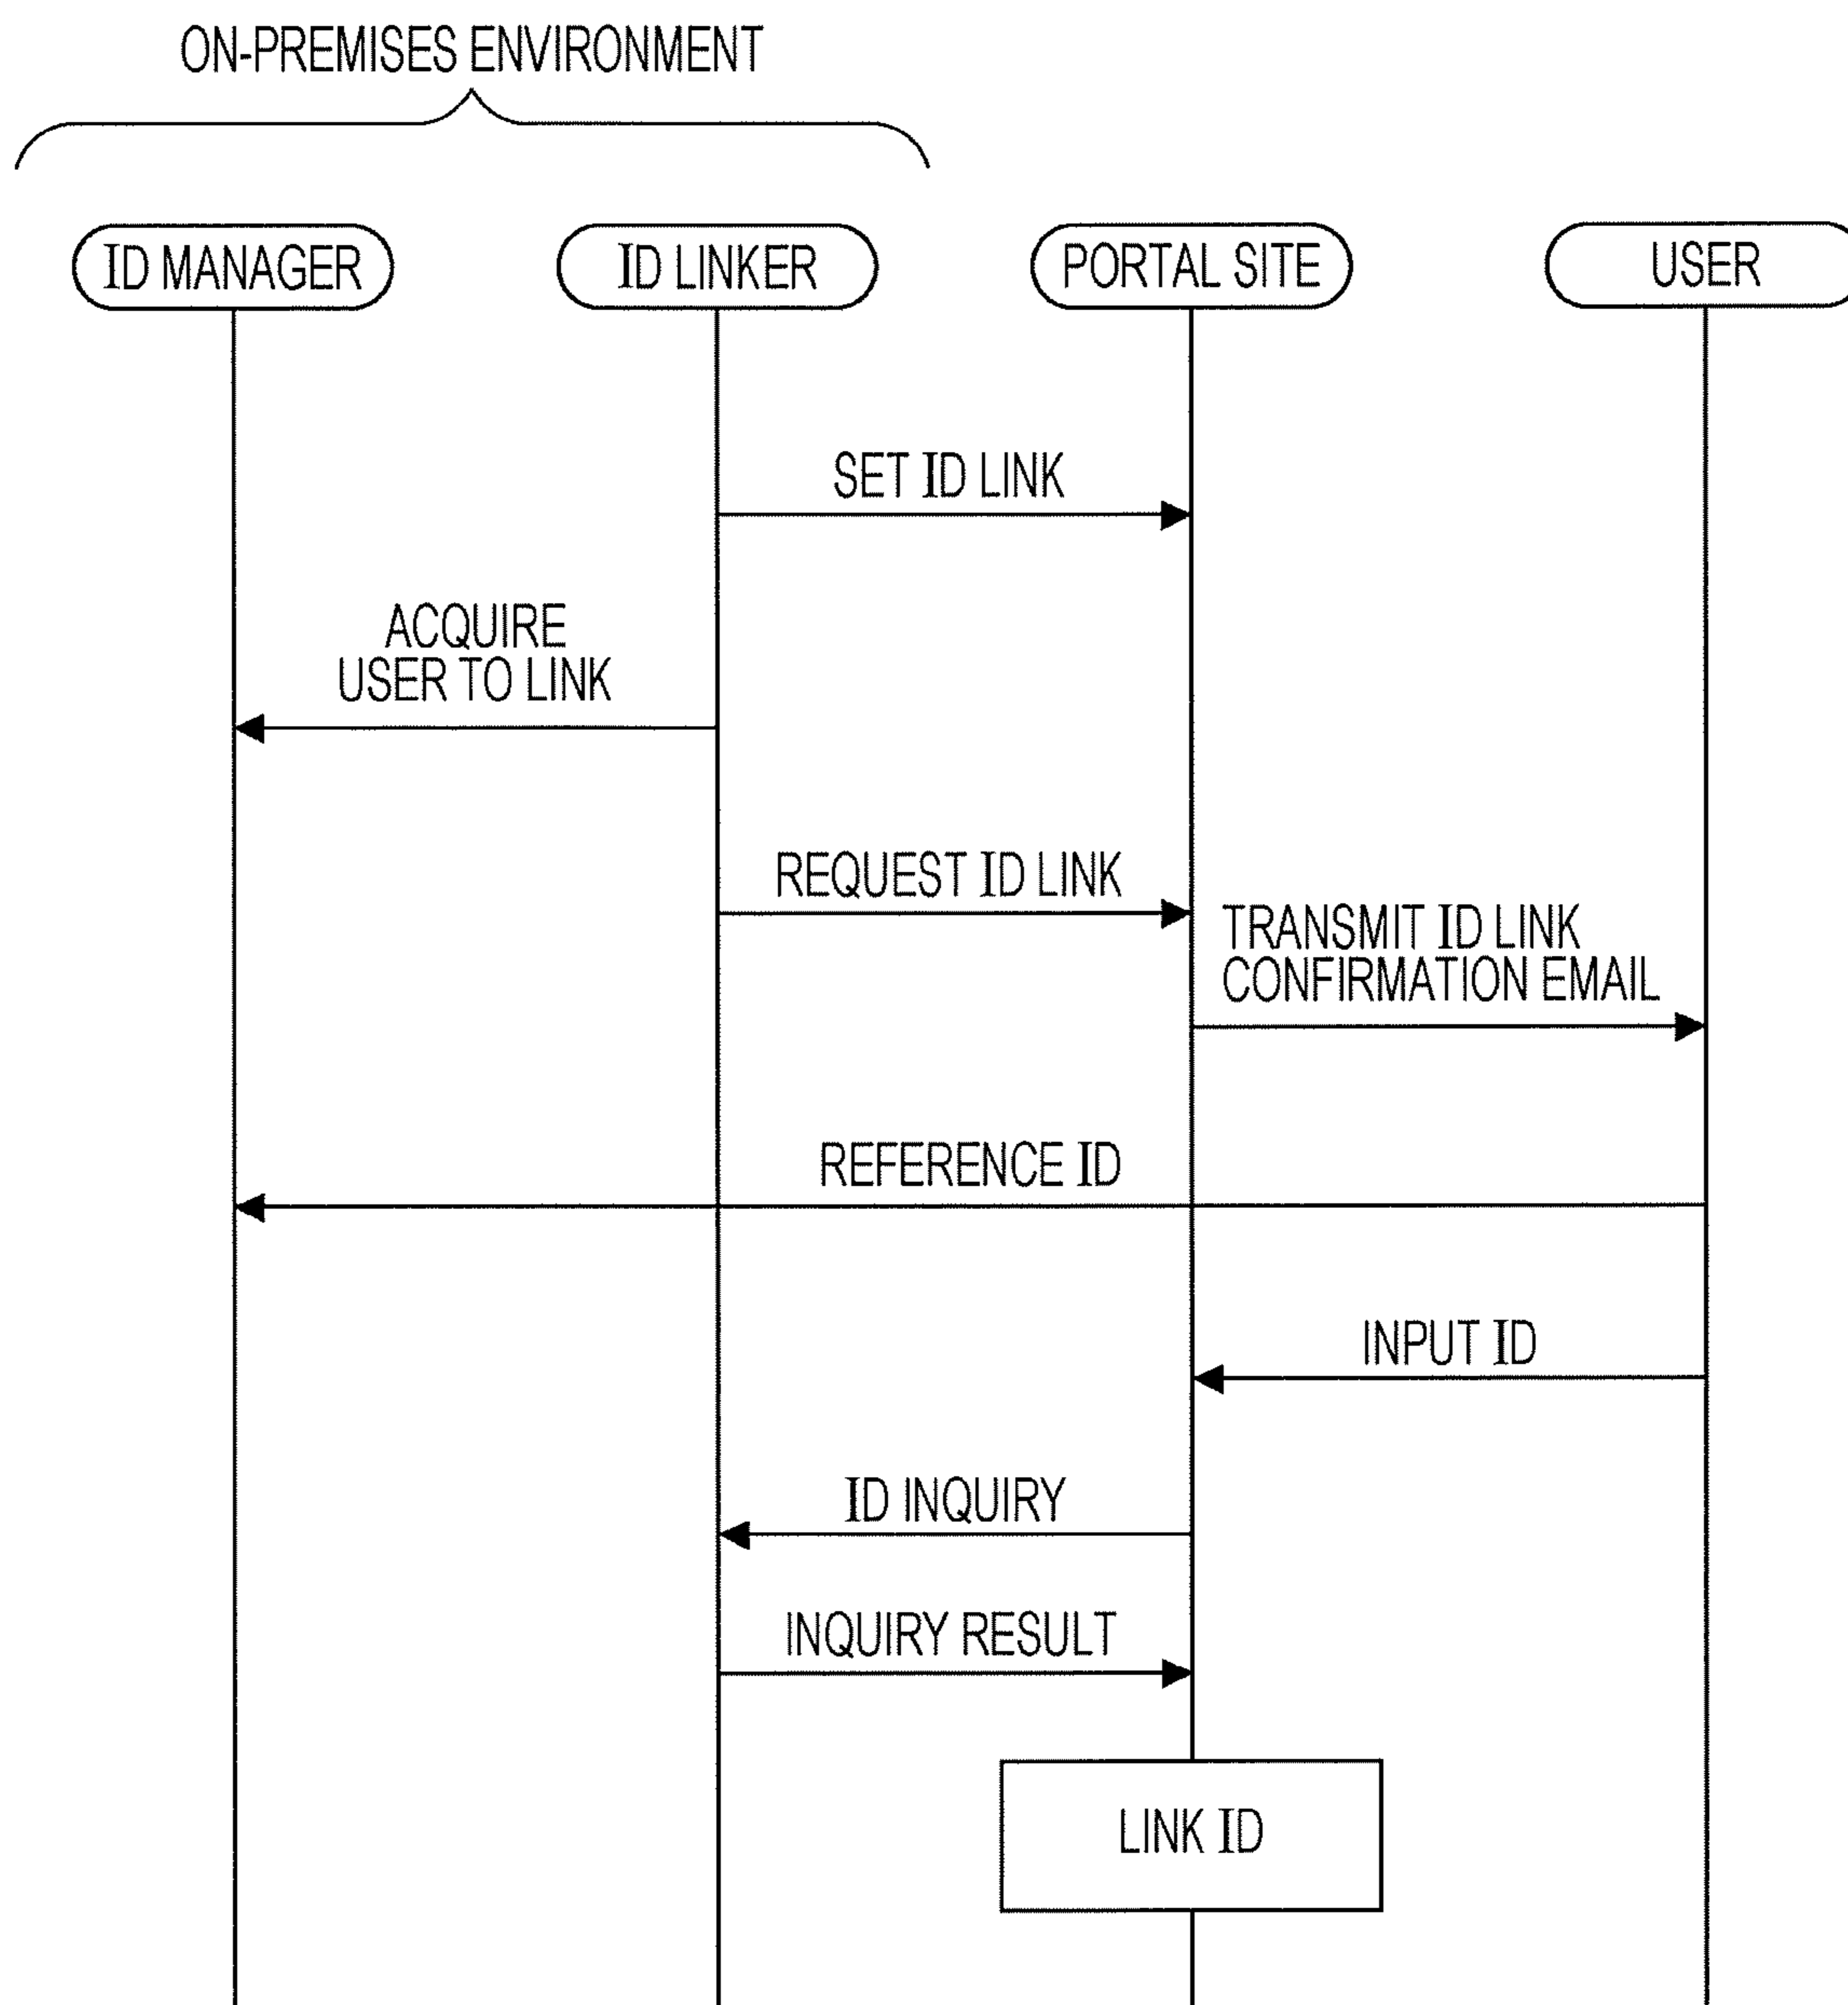 ON-PREMISES ENVIRONMENT
ID MANAGER
ID LINKER
PORTAL SITE
USER
SET ID LINK
ACQUIRE
USER TO LINK
REQUEST ID LINK
TRANSMIT ID LINK
CONFIRMATION EMAIL
REFERENCE ID
INPUT ID
ID INQUIRY
INQUIRY RESULT
LINK ID